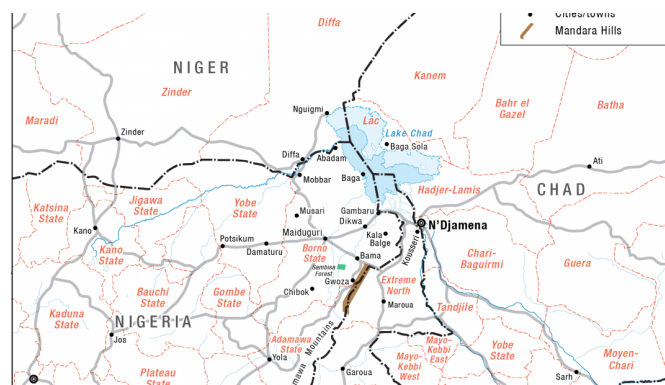 Cities/towns
Mandara Hills
Diffa
NIGER
Zinder
Kanem
Maradi
Nguigmi
Lac
Bahr el
Gazel
Batha
Zinder
Lake Chad
Baga Sola
Diffa
Abadam
Ati
Mobbar
Baga
Hadjer-Lamis
CHAD
Katsina
State
Jigawa
State
Yobe
State
Musari
Gambaru
Dikwa
N'Djamena
Kano
Kano
State
Potsikum
Damaturu
Maiduguri
Borno
State
Kala
Balge
Kousseri
Chari-
Baguirmi
Guera
Bama
Sembisa
Forest
Gwoza
Extreme
North
Bauchi
State
Gombe
State
Chibok
Maroua
Tandjile
Kaduna
State
NIGERIA
Jos
Adamawa
State
Yola
Mountains
Mayo-
Kebbi
East
Yobe
State
Moyen-
Chari
Plateau
State
Garoua
Mayo-
Kebbi
West
Sarh